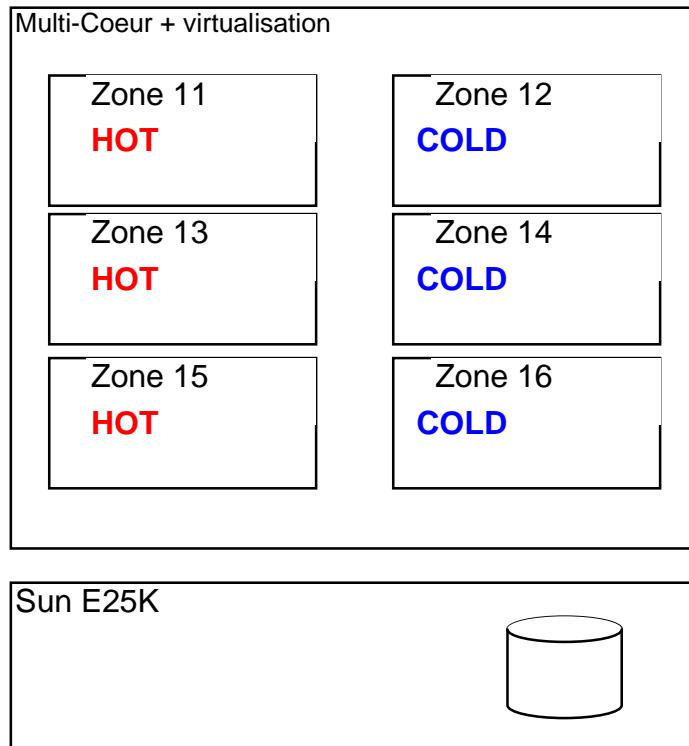 Multi-Coeur + virtualisation
Zone 11
HOT
Zone 12
COLD
Zone 13
HOT
Zone 14
COLD
Zone 15
HOT
Zone 16
COLD
Sun E25K